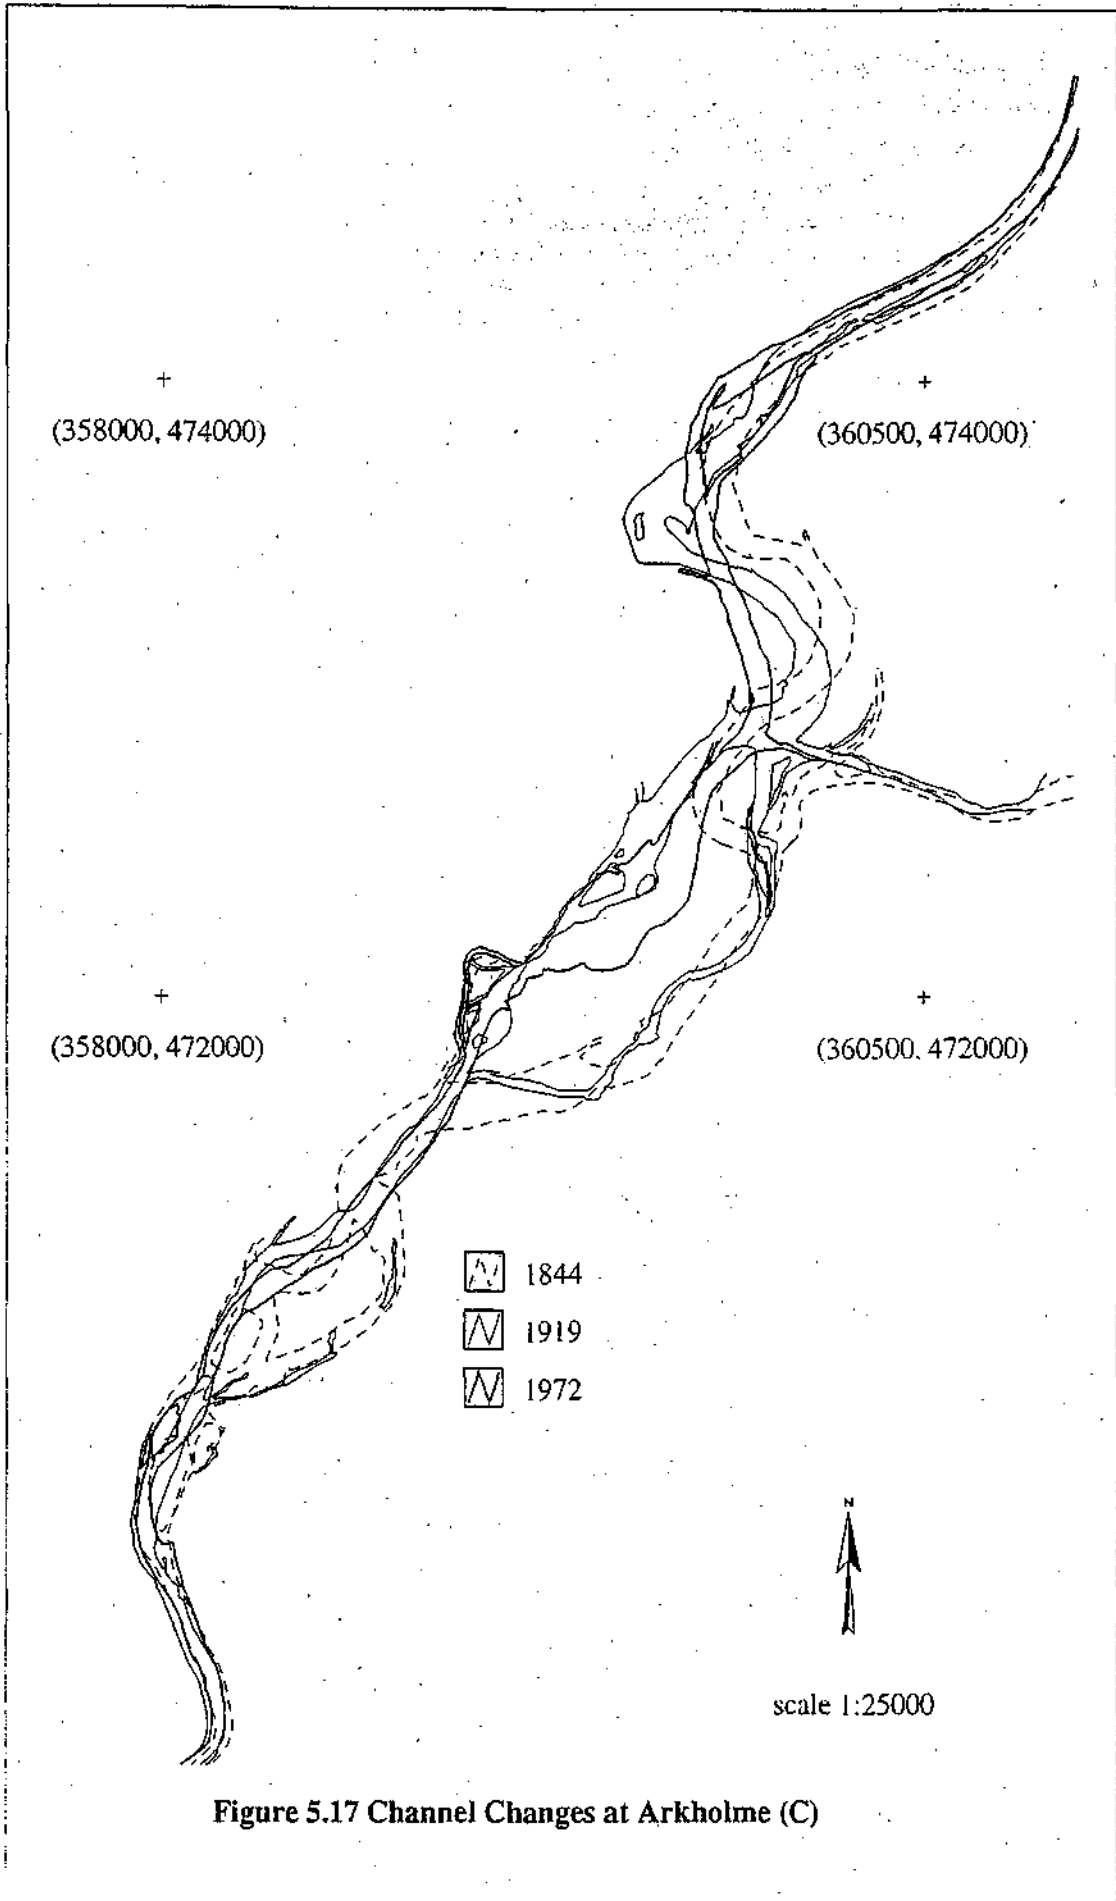 (358000, 474000)
(360500, 474000)
(358000, 472000)
(360500, 472000)
1844
1919
1972
N
scale 1:25000
Figure 5.17 Channel Changes at Arkholme (C)